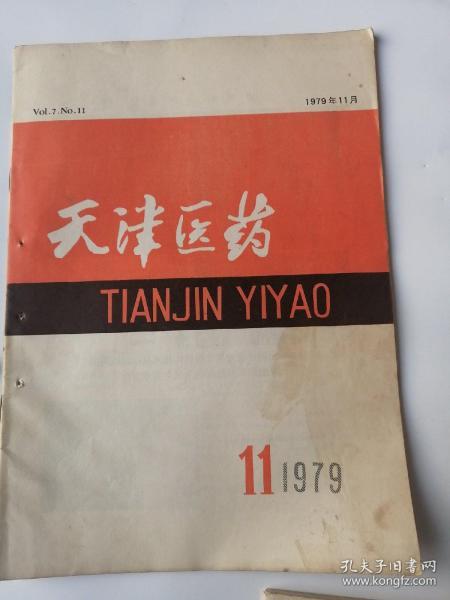 Vol.7.No.11
1979年11月
天津医药
TIANJIN YIYAO
11 1979
孔夫子旧书网
www.kongfz.com